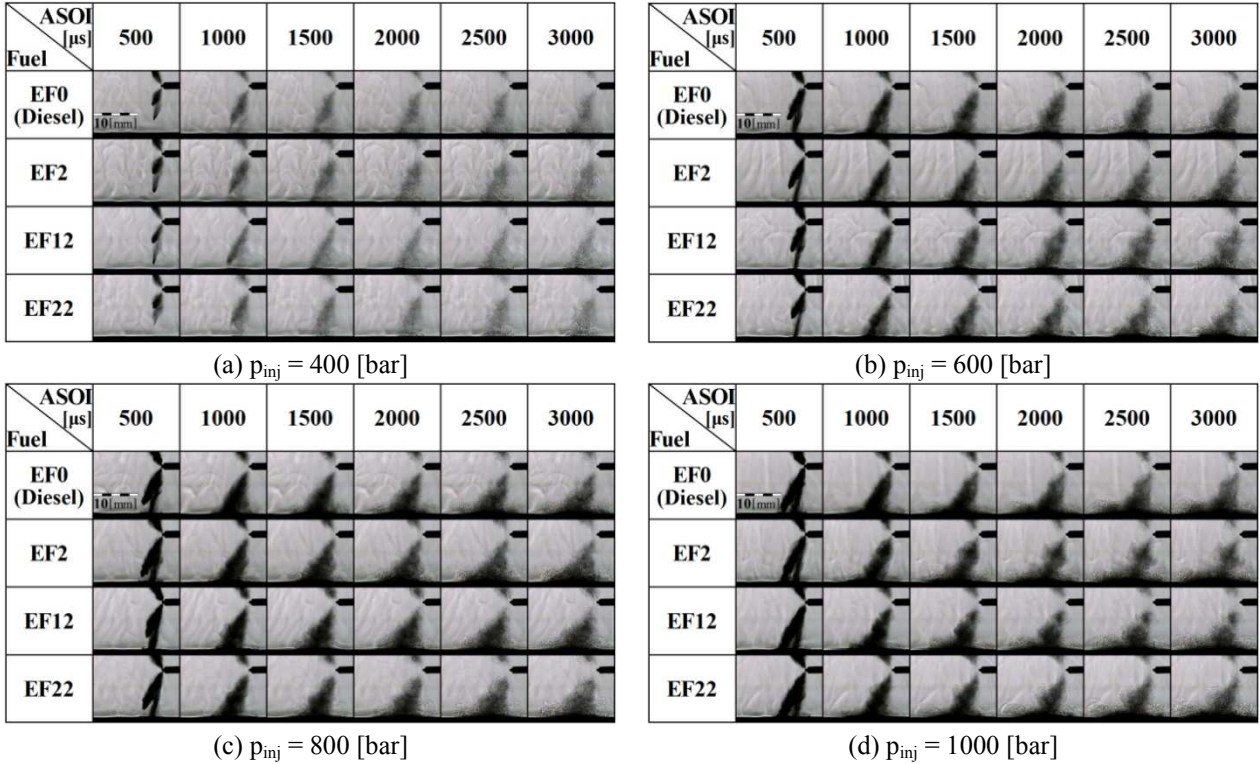 ASOI
[µs]
Fuel
500 1000 1500 2000 2500 3000
EF0
(Diesel)
10[mm]
EF2
EF12
EF22
(a) pinj = 400 [bar]
ASOI
[µs]
Fuel
500 1000 1500 2000 2500 3000
EF0
(Diesel)
10[mm]
EF2
EF12
EF22
(b) pinj = 600 [bar]
ASOI
[µs]
Fuel
500 1000 1500 2000 2500 3000
EF0
(Diesel)
10[mm]
EF2
EF12
EF22
(c) pinj = 800 [bar]
ASOI
[µs]
Fuel
500 1000 1500 2000 2500 3000
EF0
(Diesel)
10[mm]
EF2
EF12
EF22
(d) pinj = 1000 [bar]